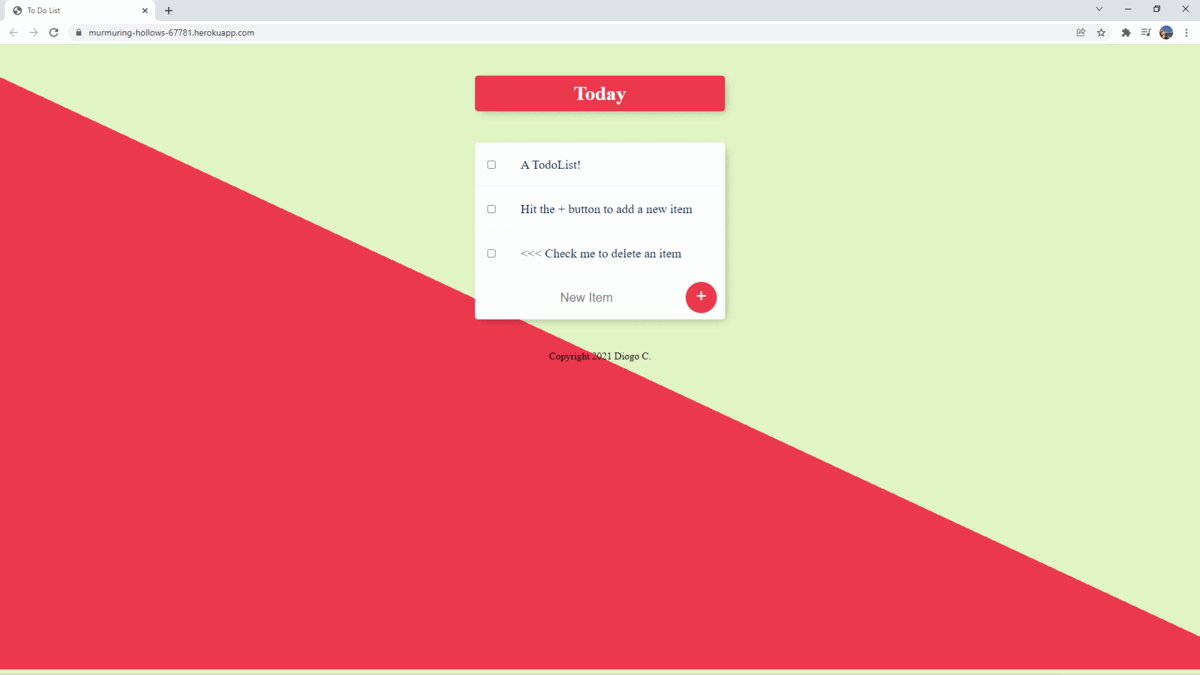 To Do List
murmuring-hollows-67781.herokuapp.com
Today
A TodoList!
Hit the + button to add a new item
<<< Check me to delete an item
New Item
+
Copyright 2021 Diogo C.